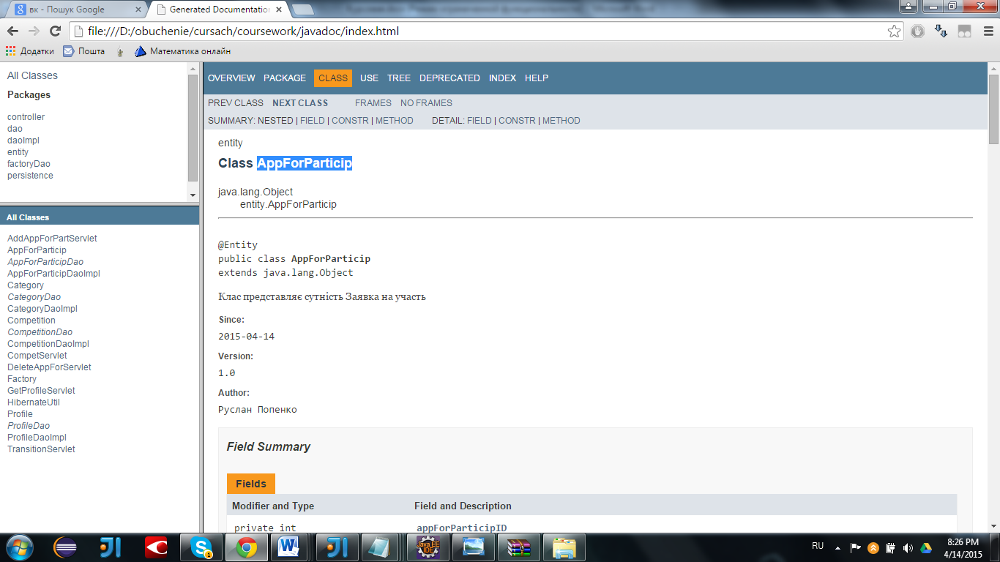 вк - Пошук Google
Generated Documentatio
file:///D:/obuchenie/cursach/coursework/javadoc/index.html
Додатки Пошта Математика онлайн
All Classes
Packages
controller
dao
daoImpl
entity
factoryDao
persistence
All Classes
AddAppForPartServlet
AppForParticip
AppForParticipDao
AppForParticipDaoImpl
Category
CategoryDao
CategoryDaoImpl
Competition
CompetitionDao
CompetitionDaoImpl
CompetServlet
DeleteAppForServlet
Factory
GetProfileServlet
HibernateUtil
Profile
ProfileDao
ProfileDaoImpl
TransitionServlet
OVERVIEW PACKAGE CLASS USE TREE DEPRECATED INDEX HELP
PREV CLASS NEXT CLASS FRAMES NO FRAMES
SUMMARY: NESTED | FIELD | CONSTR | METHOD DETAIL: FIELD | CONSTR | METHOD
entity
Class AppForParticip
java.lang.Object
entity.AppForParticip
@Entity
public class AppForParticip
extends java.lang.Object
Клас представляє сутність Заявка на участь
Since:
2015-04-14
Version:
1.0
Author:
Руслан Попенко
Field Summary
Fields
Modifier and Type Field and Description
private int appForParticipID
Java EE
IDE
1
RU
8:26 PM
4/14/2015